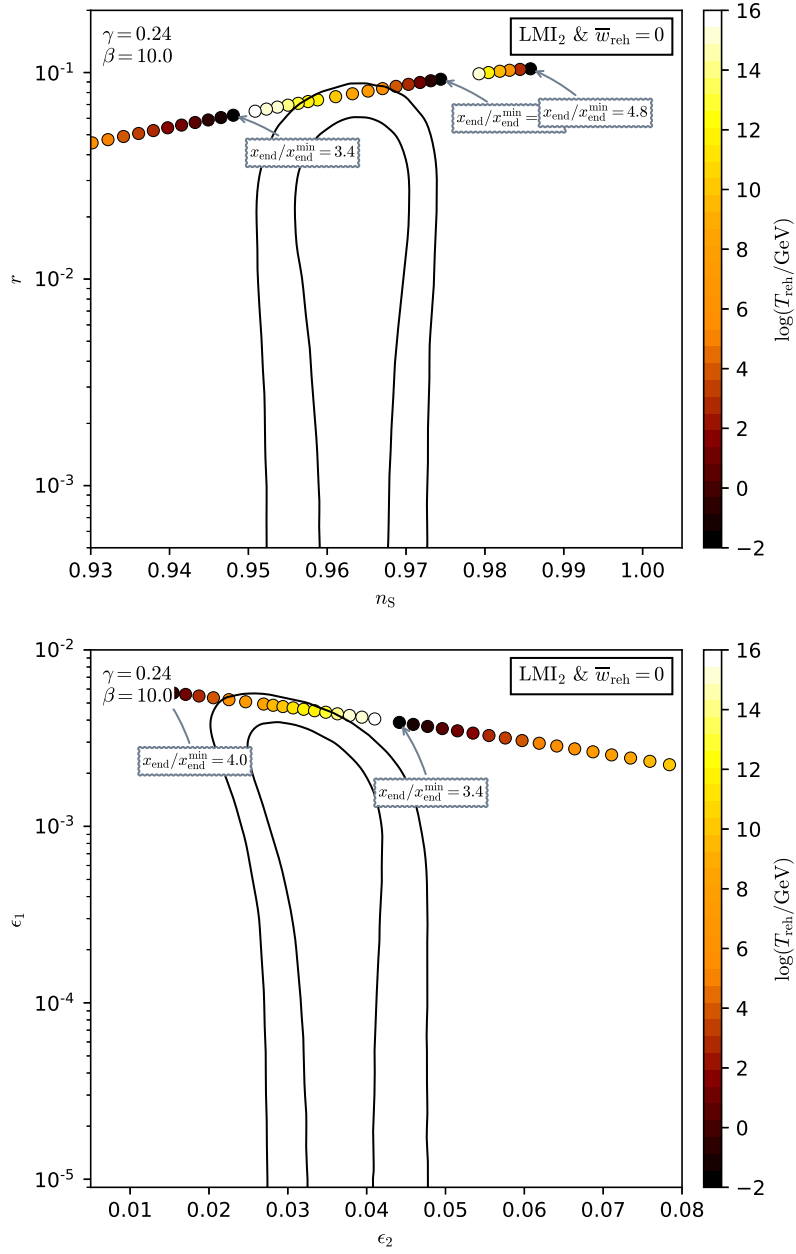 γ = 0.24
β = 10.0
LMI₂ & w̅_reh = 0
x_end/x_end^min = 3.4
x_end/x_end^min =
x_end/x_end^min = 4.8
10⁻¹
10⁻²
10⁻³
r
0.93 0.94 0.95 0.96 0.97 0.98 0.99 1.00
n_S
16
14
12
10
8
6
4
2
0
−2
log(T_reh/GeV)
γ = 0.24
β = 10.0
LMI₂ & w̅_reh = 0
x_end/x_end^min = 4.0
x_end/x_end^min = 3.4
10⁻²
10⁻³
10⁻⁴
10⁻⁵
ϵ₁
0.01 0.02 0.03 0.04 0.05 0.06 0.07 0.08
ϵ₂
16
14
12
10
8
6
4
2
0
−2
log(T_reh/GeV)